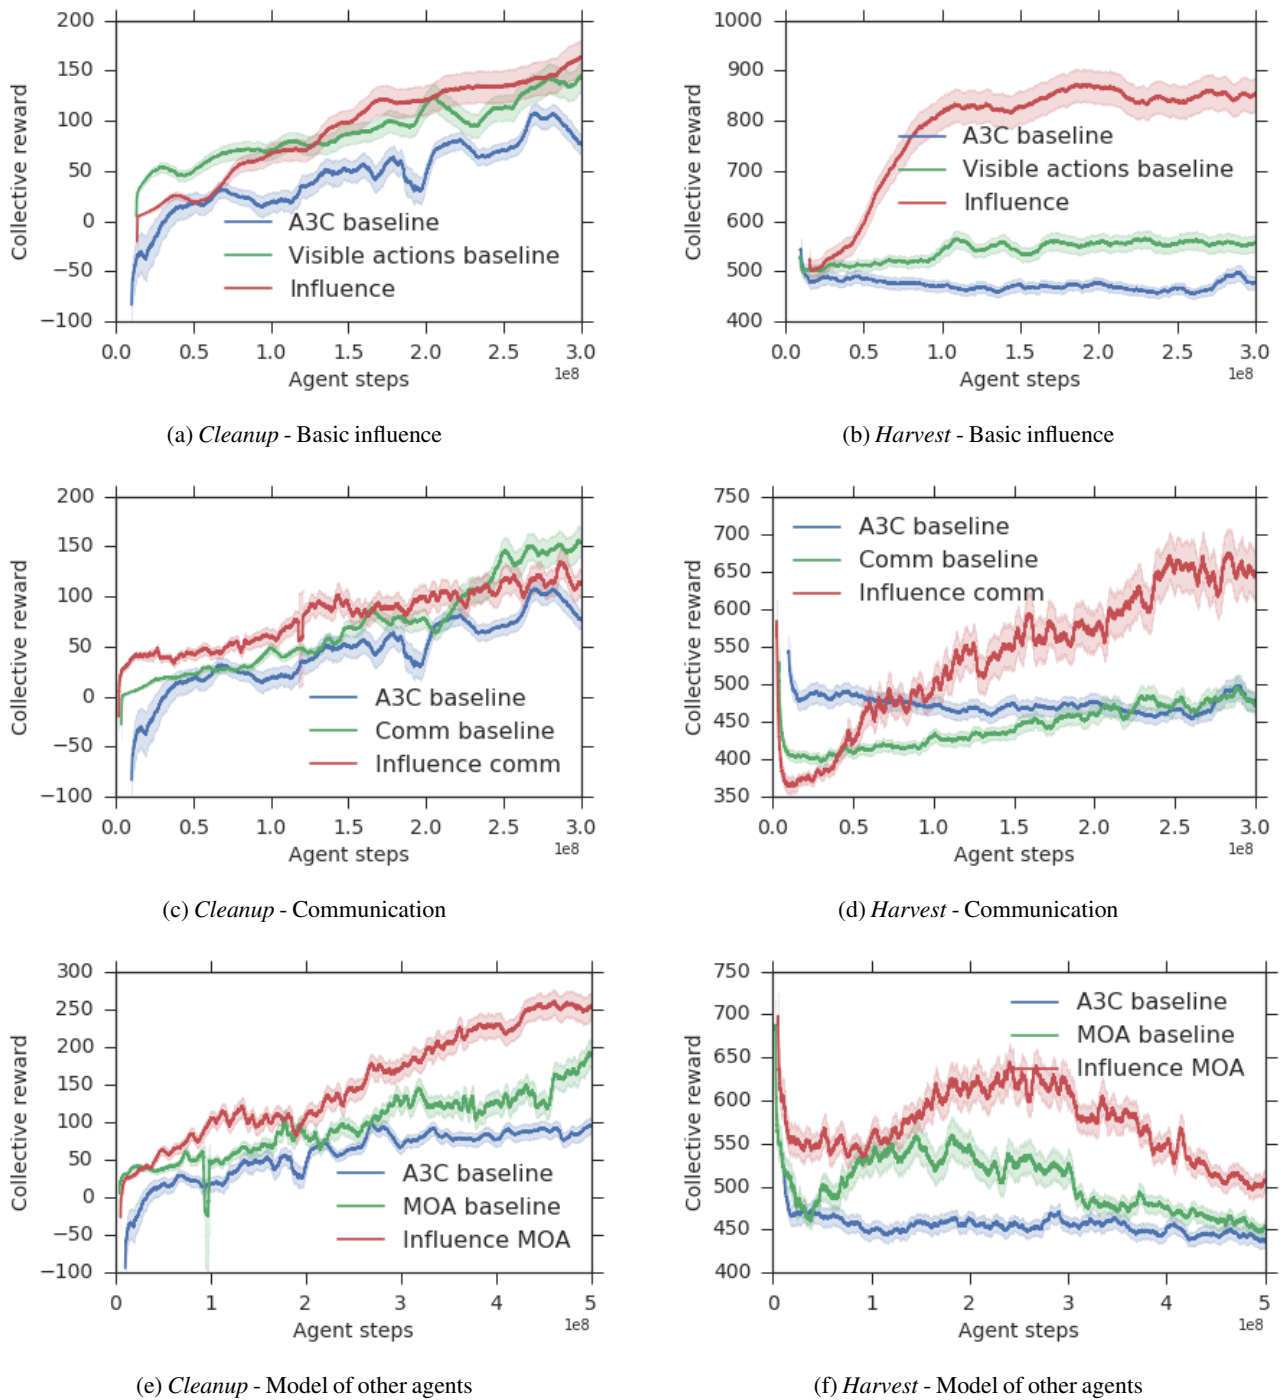 200
150
100
50
0
−50
−100
Collective reward
A3C baseline
Visible actions baseline
Influence
0.0 0.5 1.0 1.5 2.0 2.5 3.0
Agent steps 1e8
(a) Cleanup - Basic influence
1000
900
800
700
600
500
400
Collective reward
A3C baseline
Visible actions baseline
Influence
0.0 0.5 1.0 1.5 2.0 2.5 3.0
Agent steps 1e8
(b) Harvest - Basic influence
200
150
100
50
0
−50
−100
Collective reward
A3C baseline
Comm baseline
Influence comm
0.0 0.5 1.0 1.5 2.0 2.5 3.0
Agent steps 1e8
(c) Cleanup - Communication
750
700
650
600
550
500
450
400
350
Collective reward
A3C baseline
Comm baseline
Influence comm
0.0 0.5 1.0 1.5 2.0 2.5 3.0
Agent steps 1e8
(d) Harvest - Communication
300
250
200
150
100
50
0
−50
−100
Collective reward
A3C baseline
MOA baseline
Influence MOA
0 1 2 3 4 5
Agent steps 1e8
(e) Cleanup - Model of other agents
750
700
650
600
550
500
450
400
Collective reward
A3C baseline
MOA baseline
Influence MOA
0 1 2 3 4 5
Agent steps 1e8
(f) Harvest - Model of other agents